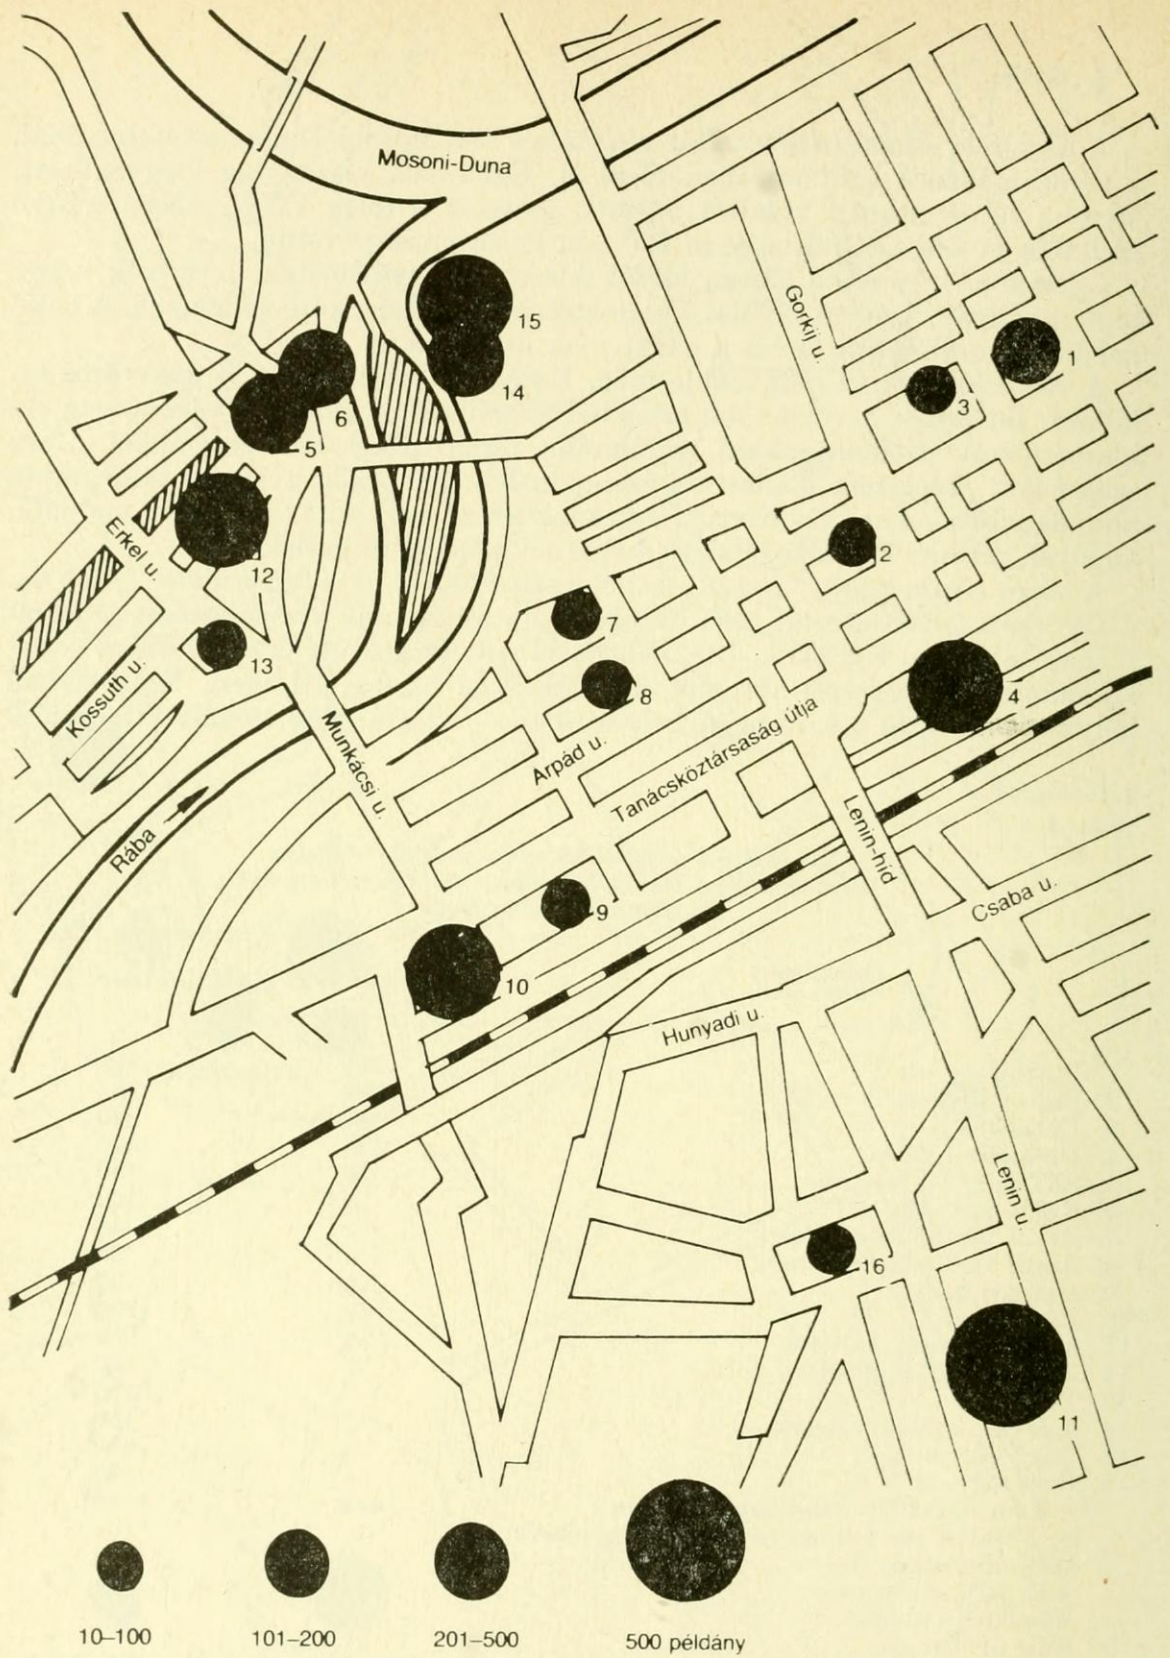 Mosoni-Duna
15
Gorkij u.
1
14
3
6
5
Erkel u.
2
12
7
13
8
4
Kossuth u.
Munkácsi u.
Arpád u.
Tanácsköztársaság útja
Rába
Lenin-híd
Csaba u.
9
10
Hunyadi u.
Lenin u.
16
11
10–100
101–200
201–500
500 példány